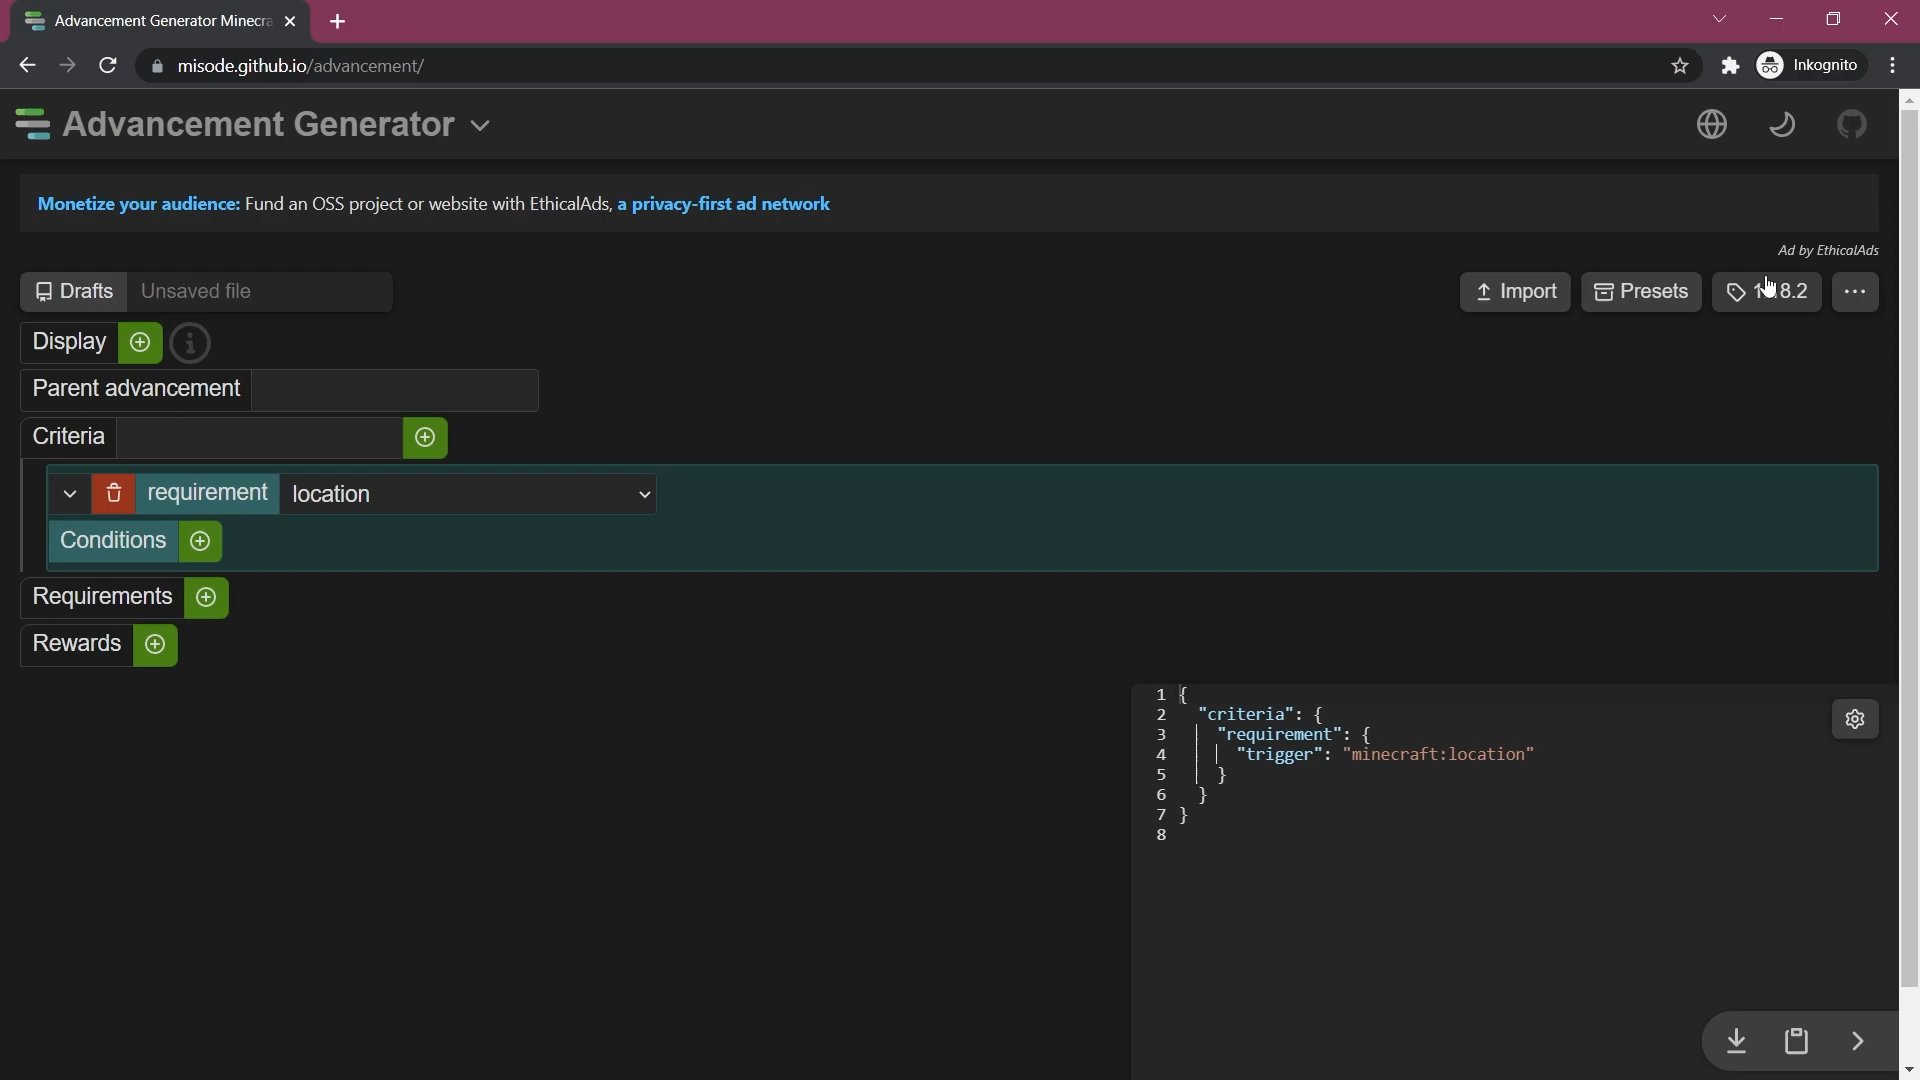 Advancement Generator Minecra
misode.github.io/advancement/
Inkognito
Advancement Generator
Monetize your audience: Fund an OSS project or website with EthicalAds, a privacy-first ad network
Ad by EthicalAds
Drafts Unsaved file Import Presets
Display
Parent advancement
Criteria
requirement location
Conditions
Requirements
Rewards
1 {
2 "criteria": {
3 "requirement": {
4 "trigger": "minecraft:location"
5 }
6 }
7 }
8